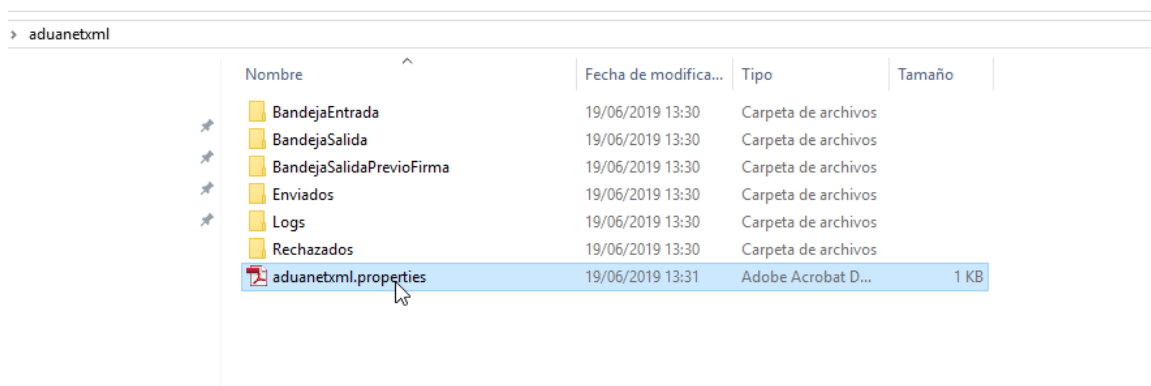 > aduanetxml
Nombre Fecha de modifica... Tipo Tamaño
BandejaEntrada 19/06/2019 13:30 Carpeta de archivos
BandejaSalida 19/06/2019 13:30 Carpeta de archivos
BandejaSalidaPrevioFirma 19/06/2019 13:30 Carpeta de archivos
Enviados 19/06/2019 13:30 Carpeta de archivos
Logs 19/06/2019 13:30 Carpeta de archivos
Rechazados 19/06/2019 13:30 Carpeta de archivos
aduanetxml.properties 19/06/2019 13:31 Adobe Acrobat D... 1 KB